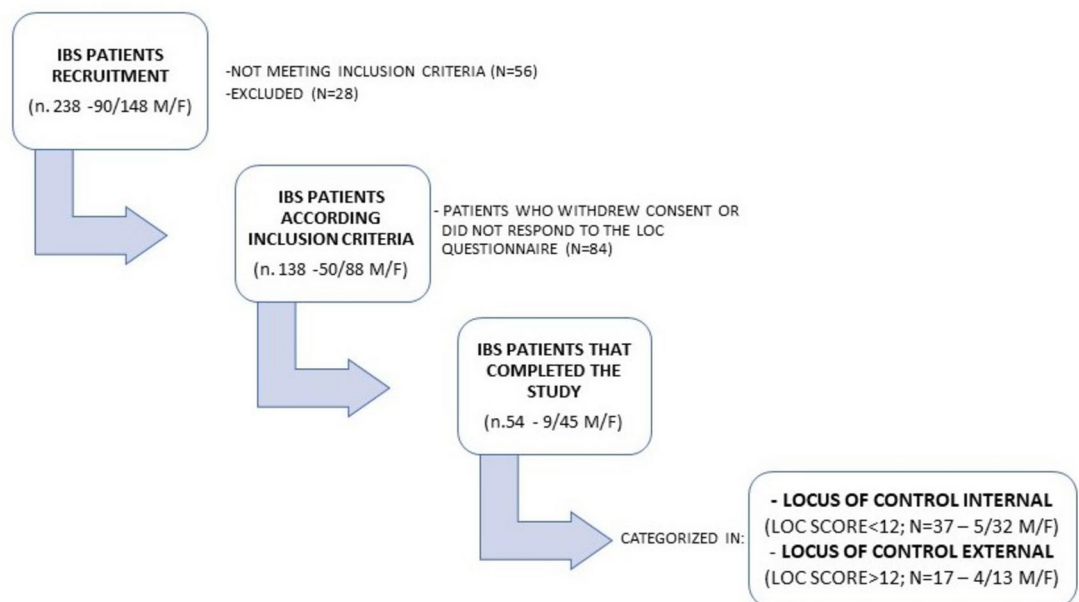 IBS PATIENTS
RECRUITMENT
(n. 238 -90/148 M/F)
-NOT MEETING INCLUSION CRITERIA (N=56)
-EXCLUDED (N=28)
IBS PATIENTS
ACCORDING
INCLUSION CRITERIA
(n. 138 -50/88 M/F)
- PATIENTS WHO WITHDREW CONSENT OR
DID NOT RESPOND TO THE LOC
QUESTIONNAIRE (N=84)
IBS PATIENTS THAT
COMPLETED THE
STUDY
(n.54 - 9/45 M/F)
CATEGORIZED IN:
- LOCUS OF CONTROL INTERNAL
(LOC SCORE<12; N=37 – 5/32 M/F)
- LOCUS OF CONTROL EXTERNAL
(LOC SCORE>12; N=17 – 4/13 M/F)